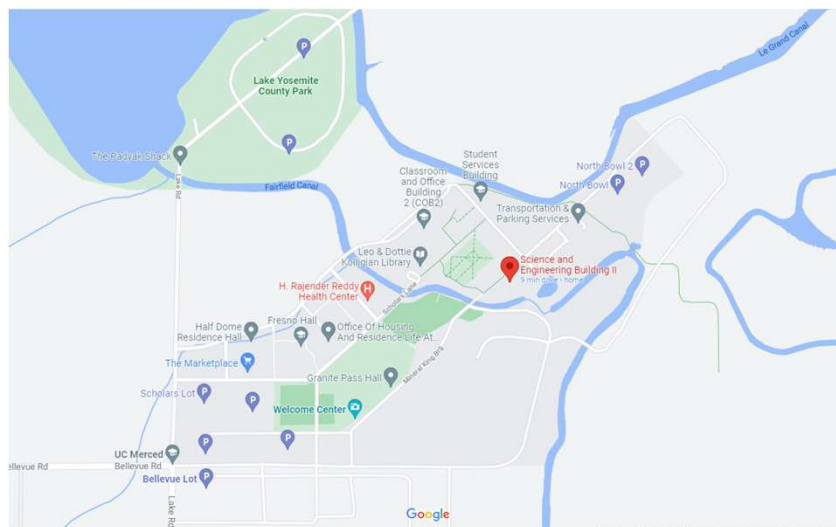 Le Grand Canal
Lake Yosemite
County Park
The Padyak Shack
Lake Rd
Fairfield Canal
Student
Services
Building
Classroom
and Office
Building
2 (COB2)
North Bowl 2
North Bowl
Transportation &
Parking Services
Leo & Dottie
Kolligian Library
Science and
Engineering Building II
9 min drive - home
H. Rajender Reddy
Health Center
Scholars Lane
Fresno Hall
Office Of Housing
And Residence Life At...
Half Dome
Residence Hall
The Marketplace
Granite Pass Hall
Mineral King Brg
Scholars Lot
Welcome Center
UC Merced
Bellevue Rd
Bellevue Rd
Bellevue Lot
Lake Rd
Google
P
P
P
P
H
P
P
P
P
P